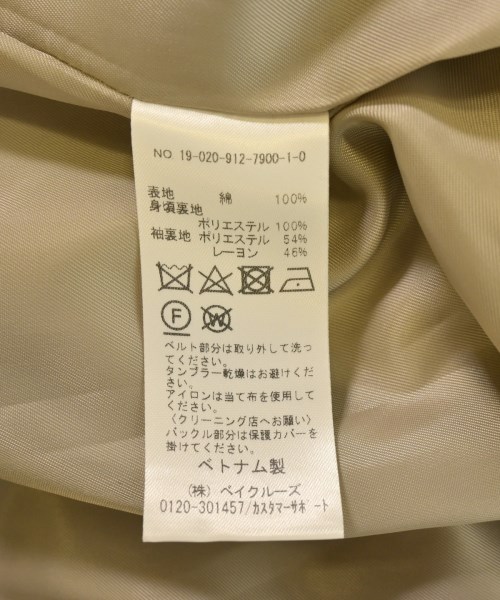 NO 19-020-912-7900-1-0
表地 綿 100%
身頃裏地
ポリエステル 100%
袖裏地 ポリエステル 54%
レーヨン 46%
F W
ベルト部分は取り外して洗っ
てください。
タンブラー乾燥はお避けくだ
さい。
アイロンは当て布を使用して
ください。
〈クリーニング店へお願い〉
バックル部分は保護カバーを
掛けてください。
ベトナム製
(株) ベイクルーズ
0120-301457/カスタマーサポート